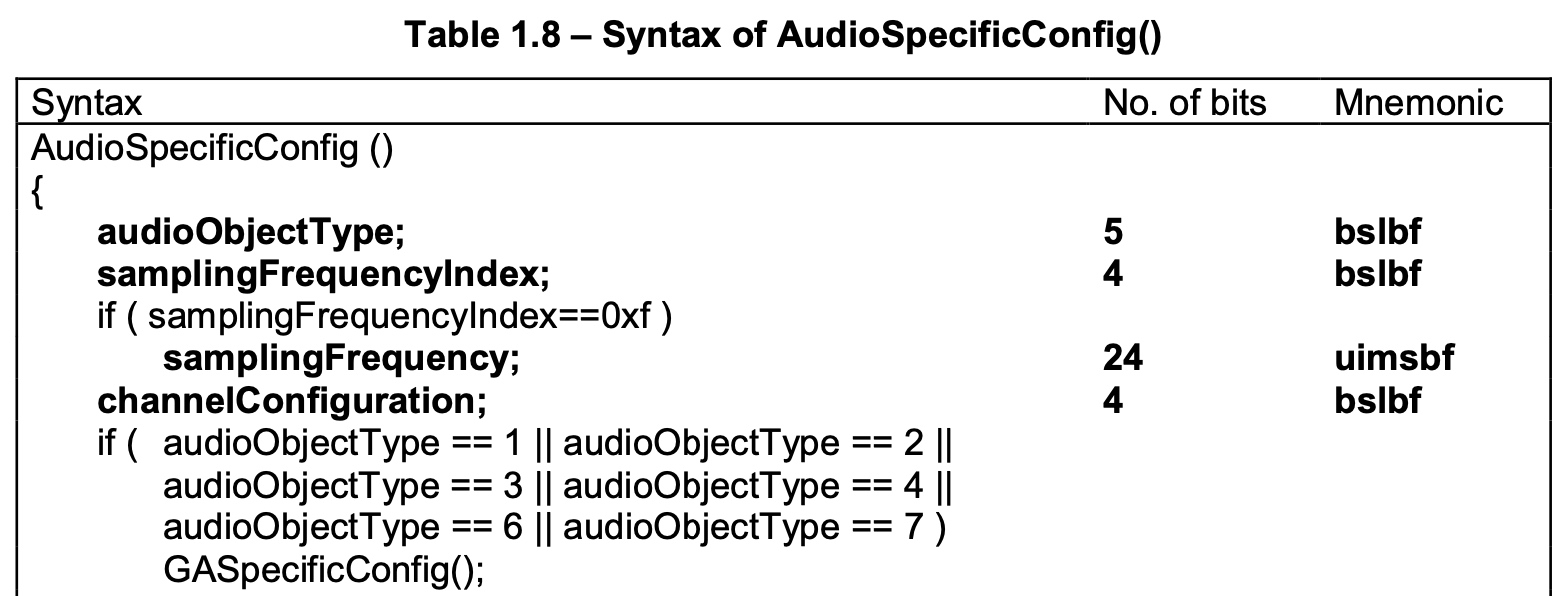 Table 1.8 – Syntax of AudioSpecificConfig()
Syntax No. of bits Mnemonic
AudioSpecificConfig ()
{
audioObjectType; 5 bslbf
samplingFrequencyIndex; 4 bslbf
if ( samplingFrequencyIndex==0xf )
samplingFrequency; 24 uimsbf
channelConfiguration; 4 bslbf
if ( audioObjectType == 1 || audioObjectType == 2 ||
audioObjectType == 3 || audioObjectType == 4 ||
audioObjectType == 6 || audioObjectType == 7 )
GASpecificConfig();